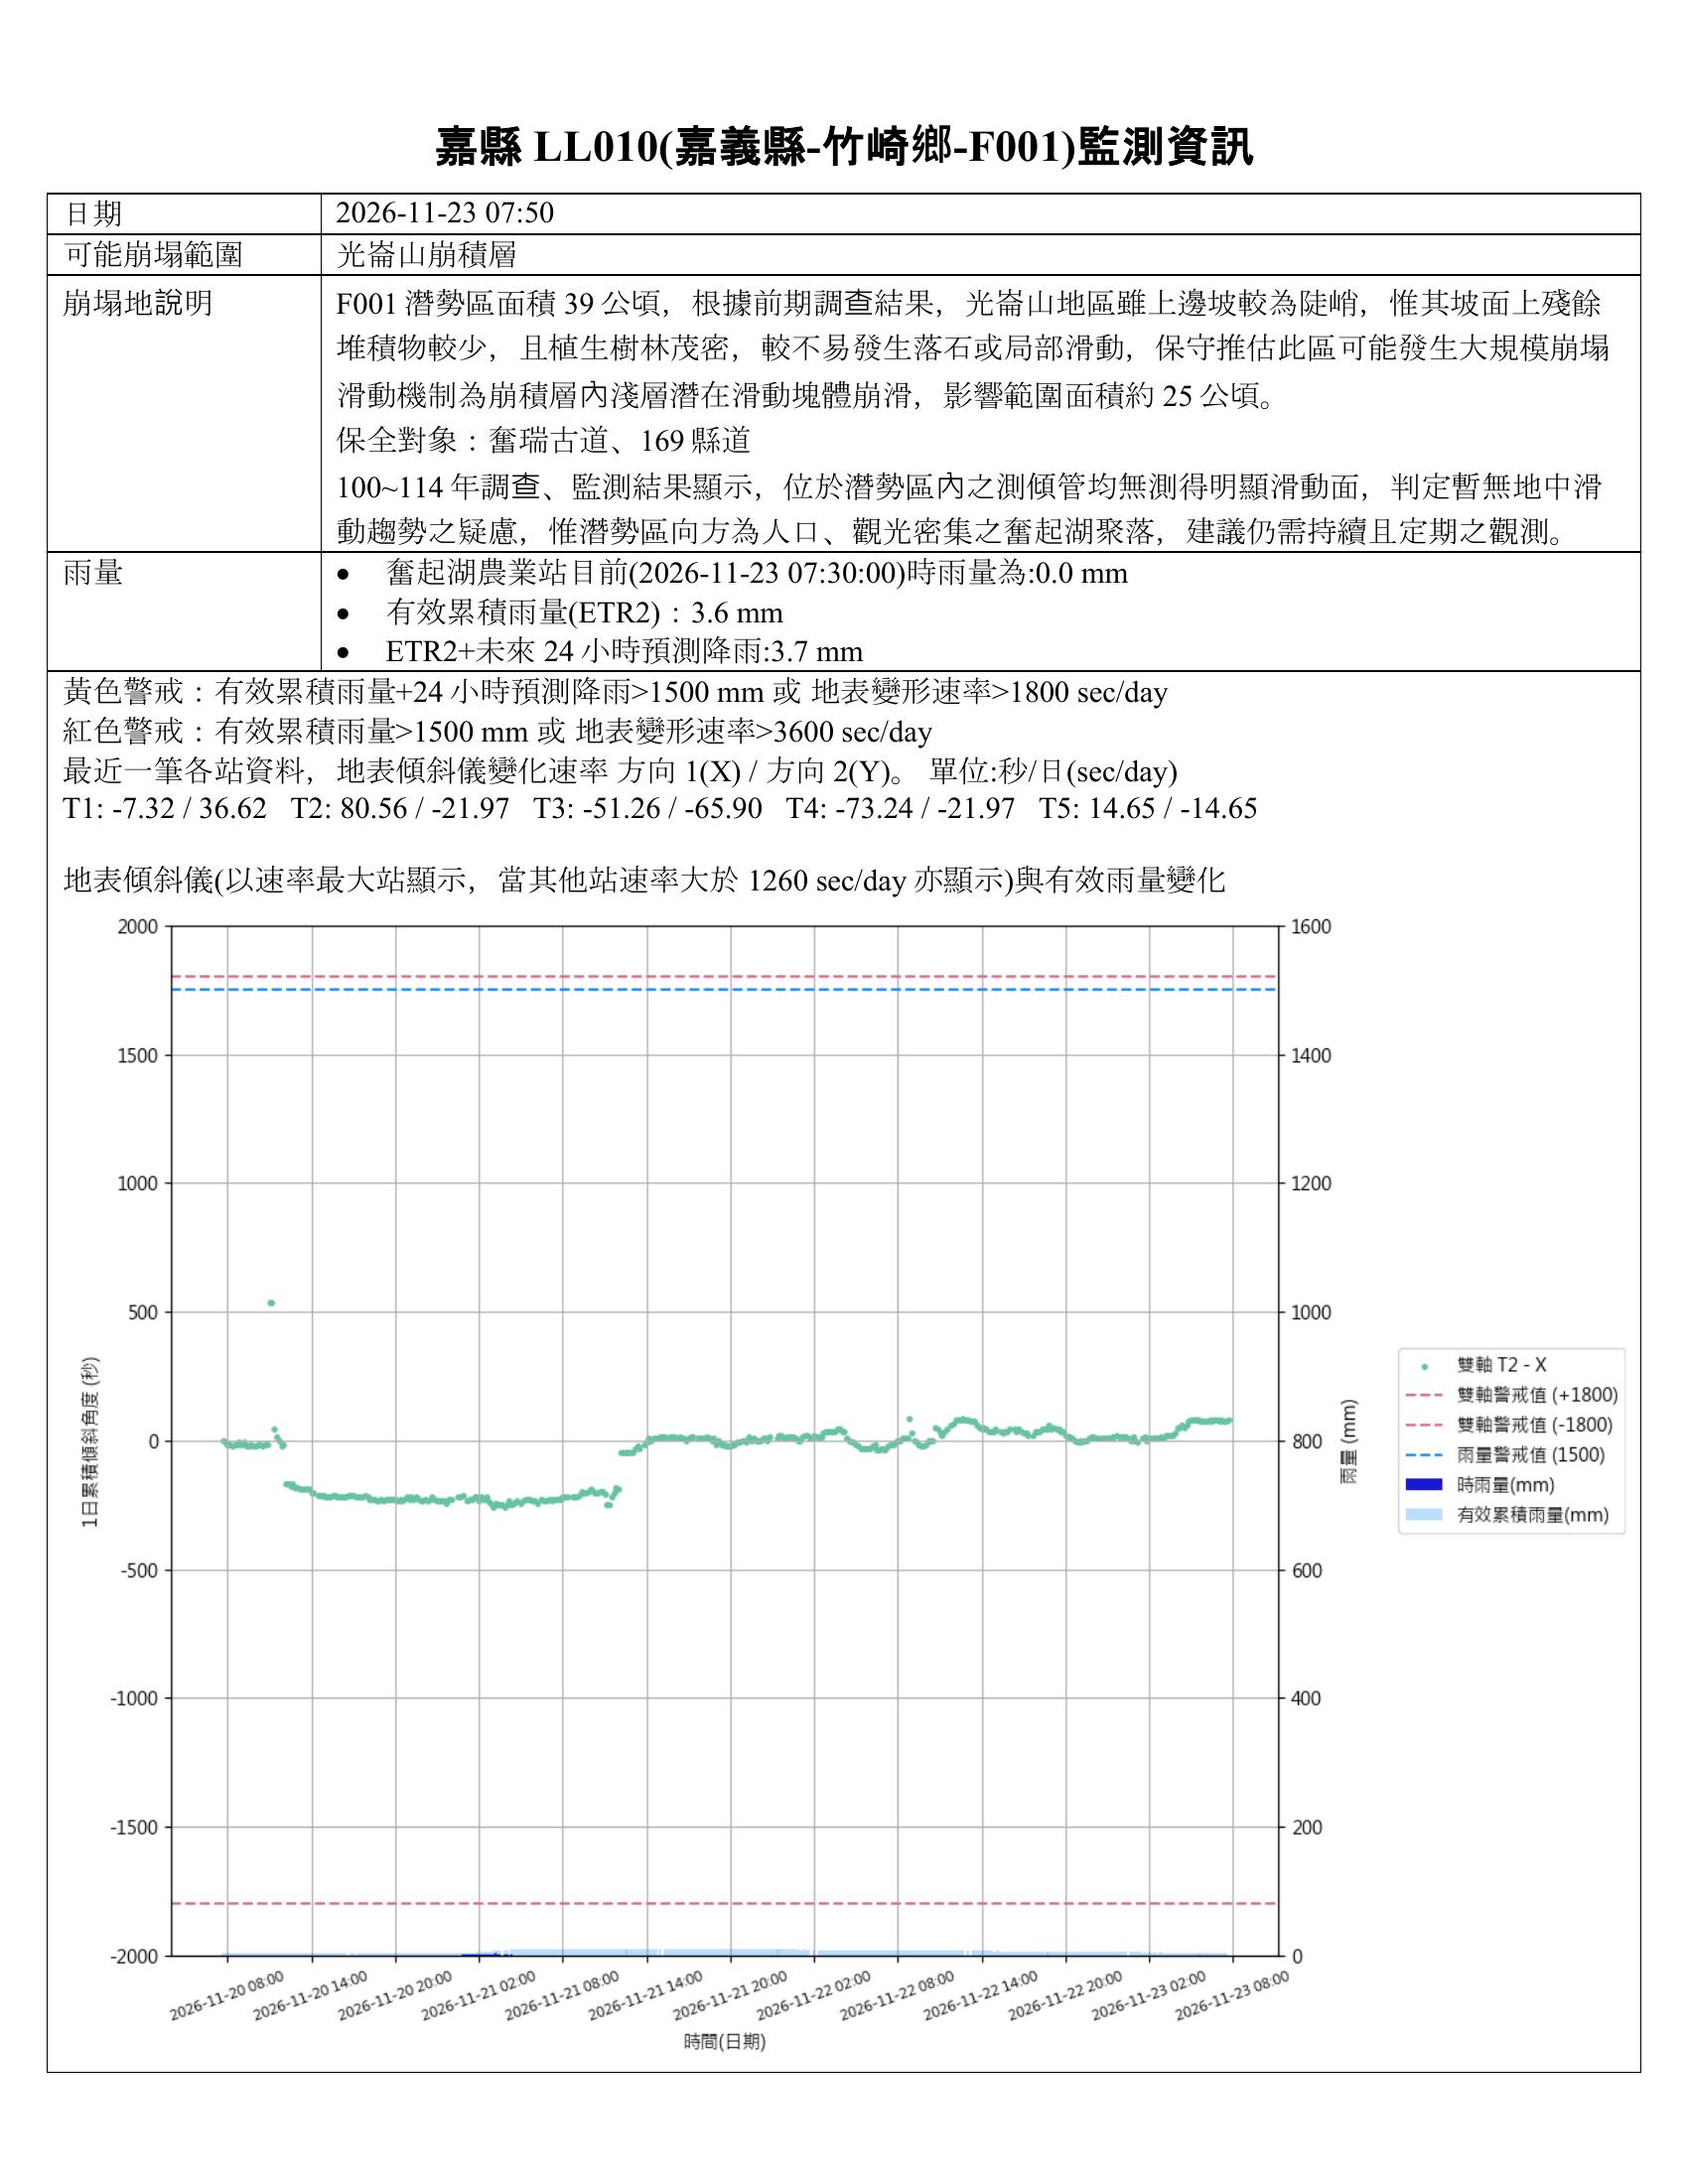 嘉縣 LL010(嘉義縣-竹崎鄉-F001)監測資訊
日期 2026-11-23 07:50
可能崩塌範圍 光崙山崩積層
崩塌地說明 F001 潛勢區面積 39 公頃，根據前期調查結果，光崙山地區雖上邊坡較為陡峭，惟其坡面上殘餘
堆積物較少，且植生樹林茂密，較不易發生落石或局部滑動，保守推估此區可能發生大規模崩塌
滑動機制為崩積層內淺層潛在滑動塊體崩滑，影響範圍面積約 25 公頃。
保全對象：奮瑞古道、169 縣道
100~114 年調查、監測結果顯示，位於潛勢區內之測傾管均無測得明顯滑動面，判定暫無地中滑
動趨勢之疑慮，惟潛勢區向方為人口、觀光密集之奮起湖聚落，建議仍需持續且定期之觀測。
雨量 • 奮起湖農業站目前(2026-11-23 07:30:00)時雨量為:0.0 mm
• 有效累積雨量(ETR2)：3.6 mm
• ETR2+未來 24 小時預測降雨:3.7 mm
黃色警戒：有效累積雨量+24 小時預測降雨>1500 mm 或 地表變形速率>1800 sec/day
紅色警戒：有效累積雨量>1500 mm 或 地表變形速率>3600 sec/day
最近一筆各站資料，地表傾斜儀變化速率 方向 1(X) / 方向 2(Y)。 單位:秒/日(sec/day)
T1: -7.32 / 36.62 T2: 80.56 / -21.97 T3: -51.26 / -65.90 T4: -73.24 / -21.97 T5: 14.65 / -14.65
地表傾斜儀(以速率最大站顯示，當其他站速率大於 1260 sec/day 亦顯示)與有效雨量變化
2000
1500
1000
500
0
-500
-1000
-1500
-2000
1日累積傾斜角度 (秒)
1600
1400
1200
1000
800
600
400
200
0
雨量 (mm)
雙軸 T2 - X
雙軸警戒值 (+1800)
雙軸警戒值 (-1800)
雨量警戒值 (1500)
時雨量(mm)
有效累積雨量(mm)
2026-11-20 08:00
2026-11-20 14:00
2026-11-20 20:00
2026-11-21 02:00
2026-11-21 08:00
2026-11-21 14:00
2026-11-21 20:00
2026-11-22 02:00
2026-11-22 08:00
2026-11-22 14:00
2026-11-22 20:00
2026-11-23 02:00
2026-11-23 08:00
時間(日期)